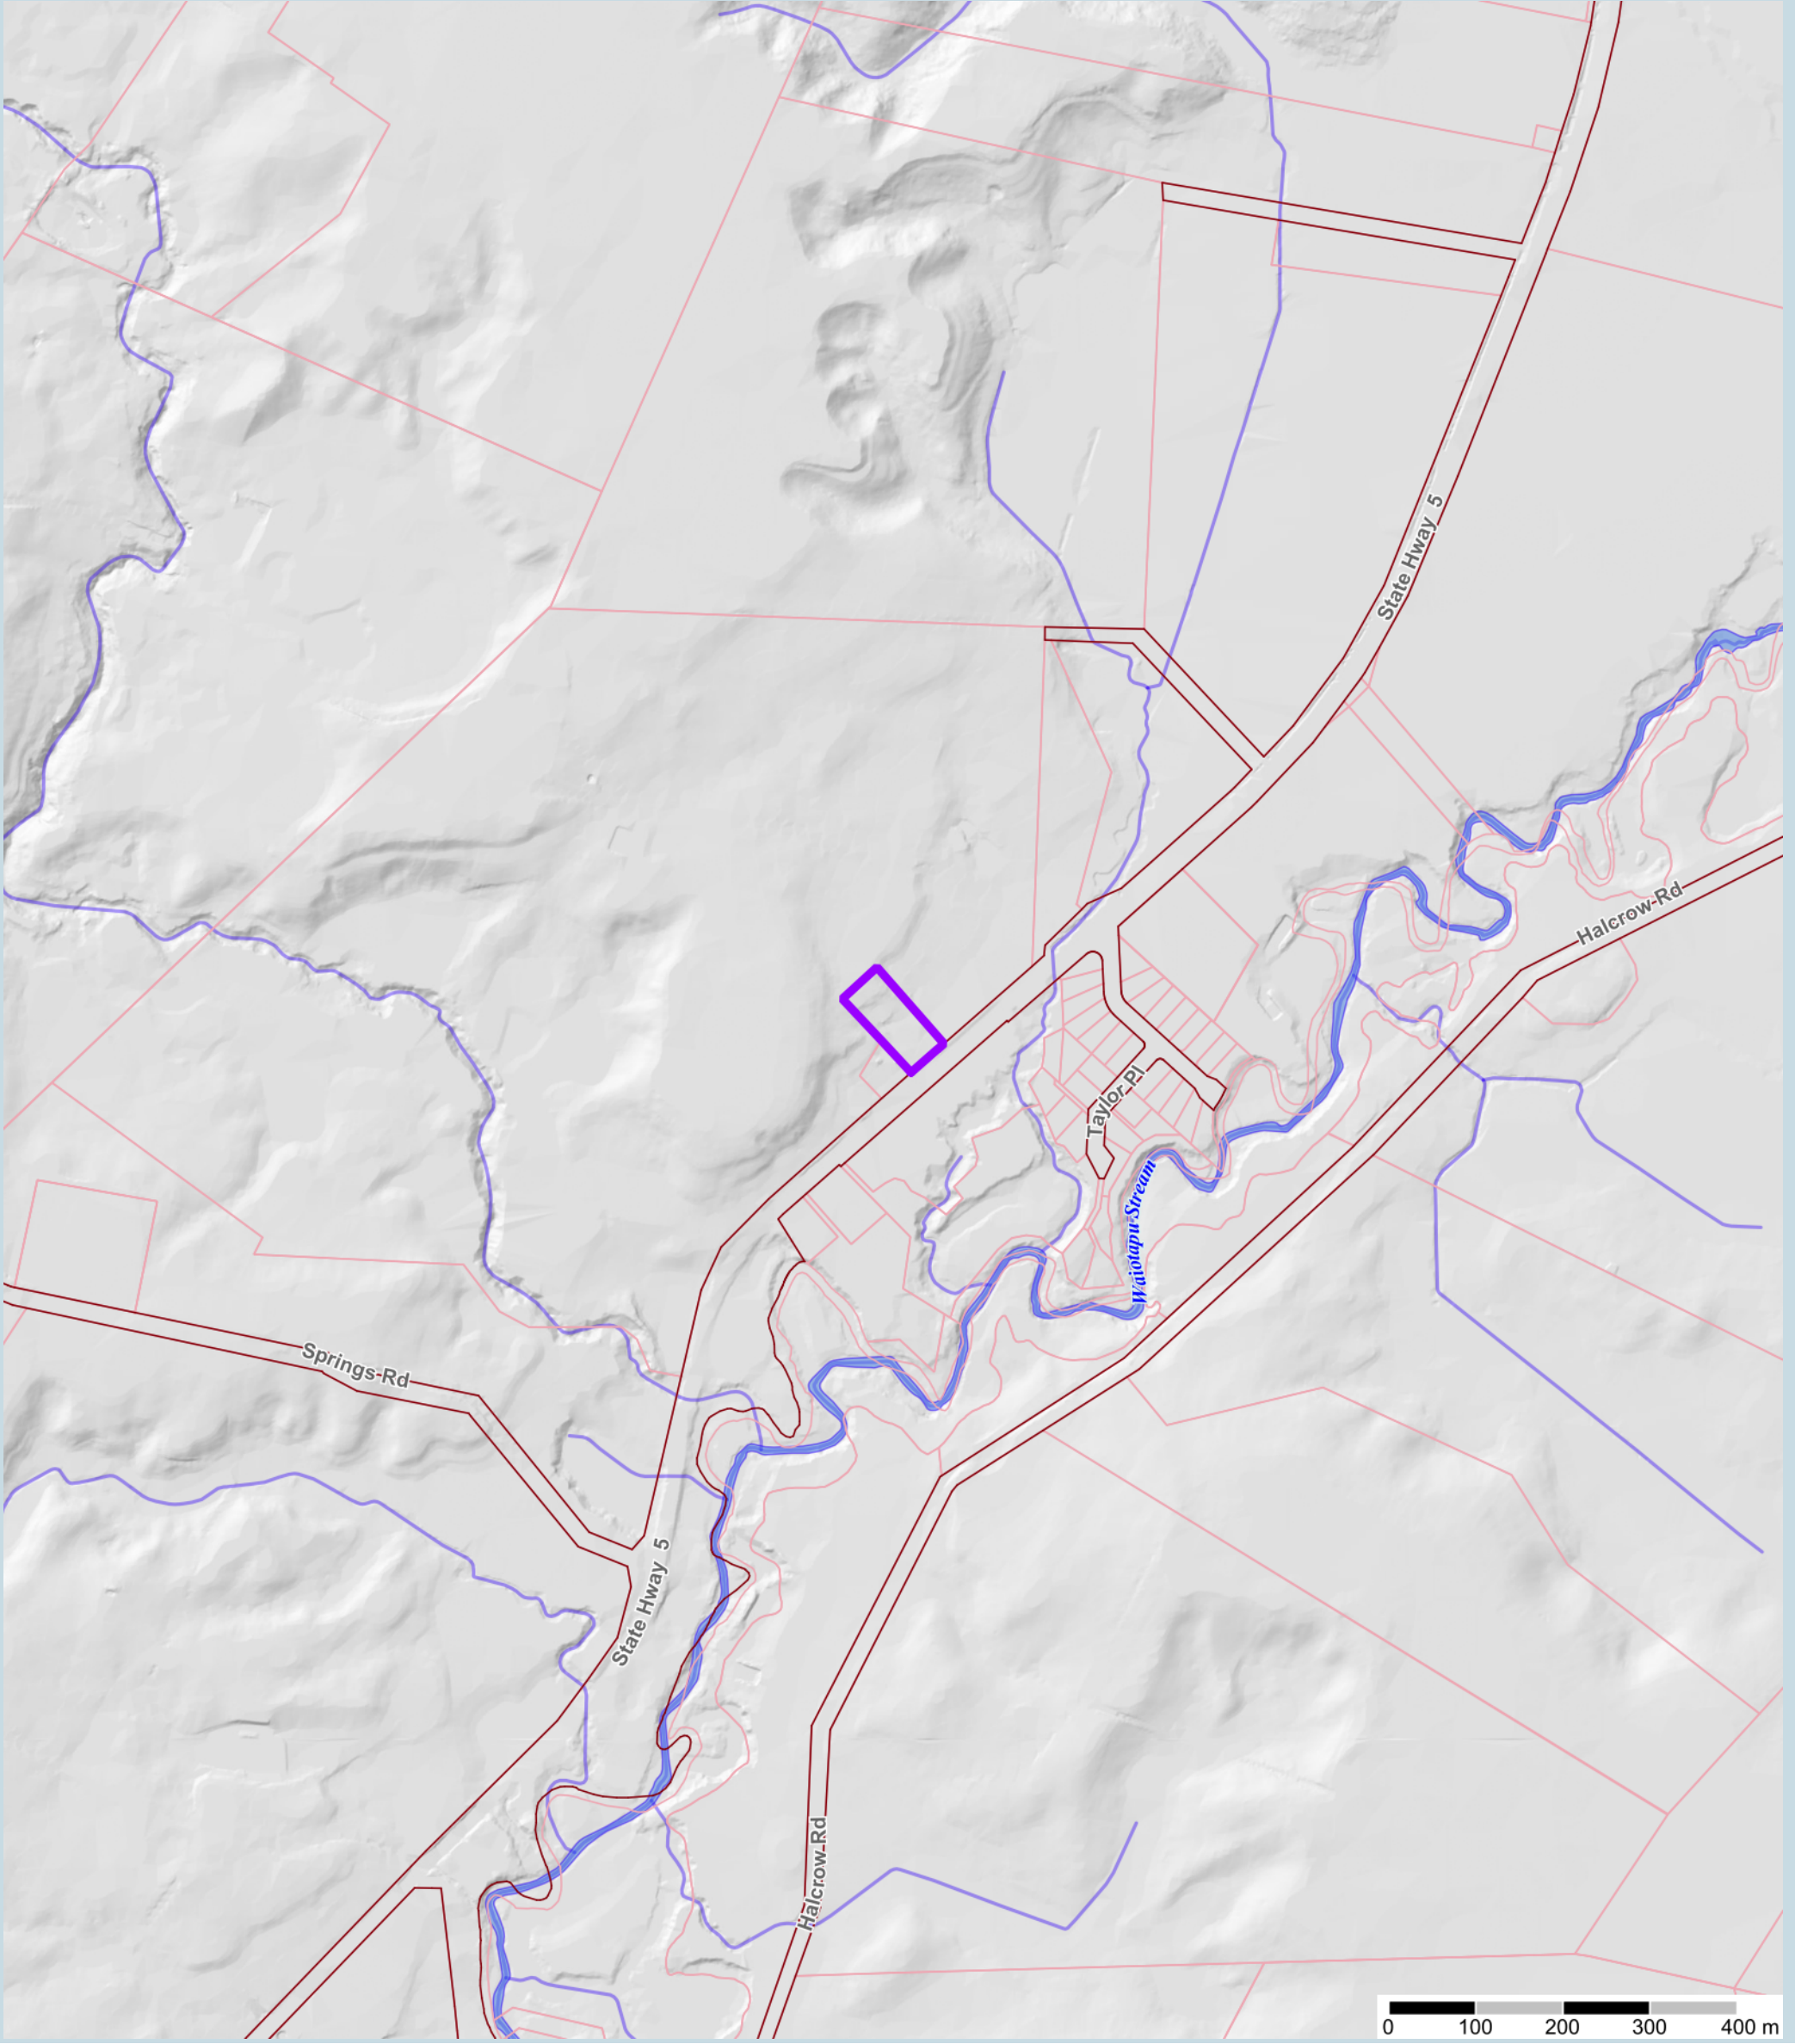 State Hway 5
Halcrow Rd
Taylor Pl
Waiotapu Stream
Springs Rd
State Hway 5
Halcrow Rd
0 100 200 300 400 m